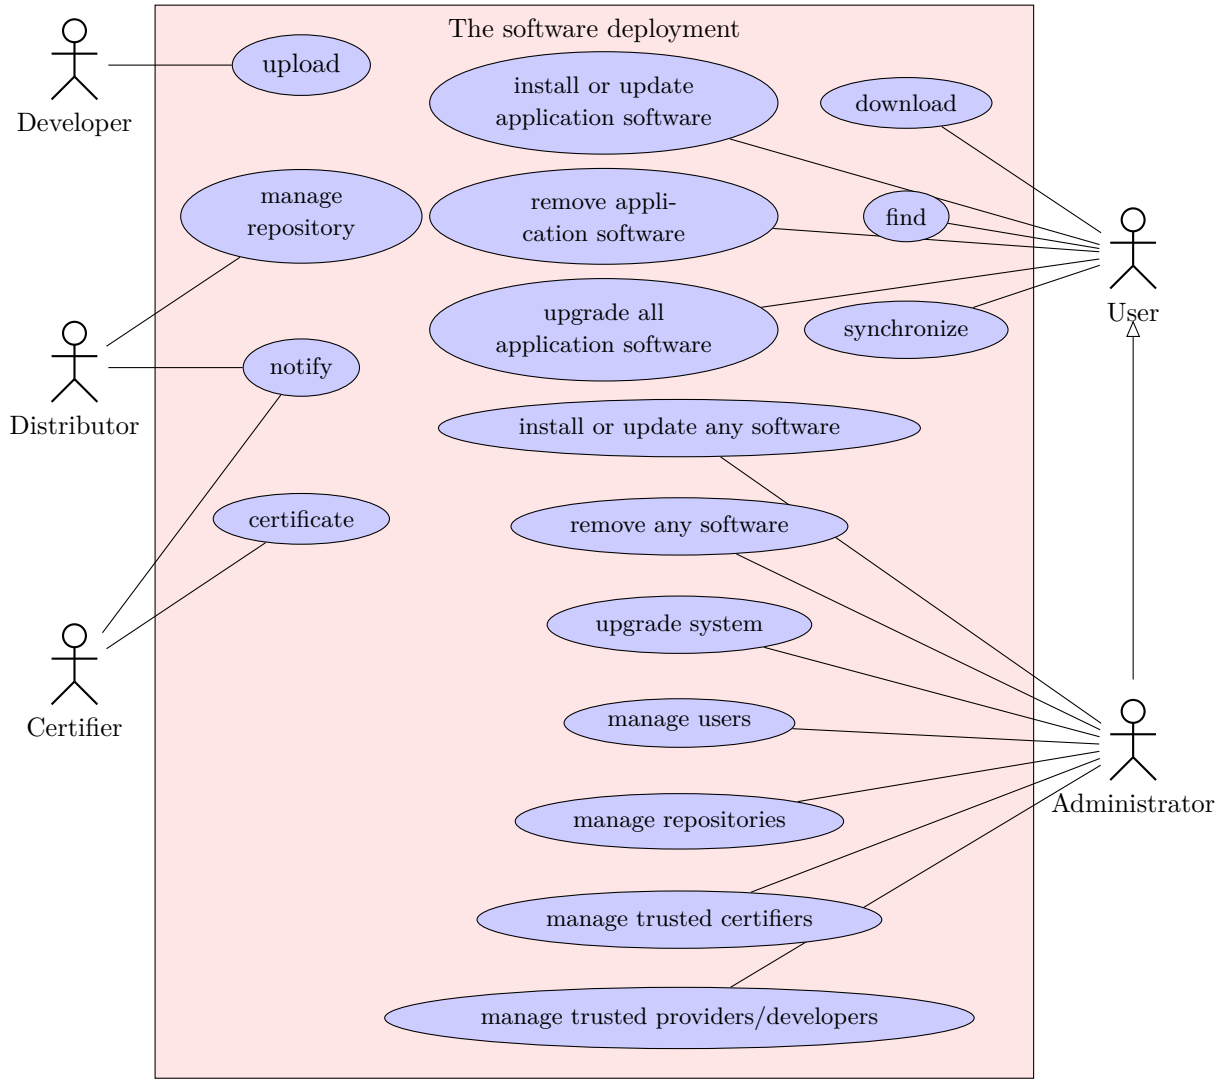 The software deployment
Developer
upload
install or update
application software
download
manage
repository
remove appli-
cation software
find
User
upgrade all
application software
synchronize
Distributor
notify
install or update any software
certificate
remove any software
upgrade system
Certifier
manage users
Administrator
manage repositories
manage trusted certifiers
manage trusted providers/developers